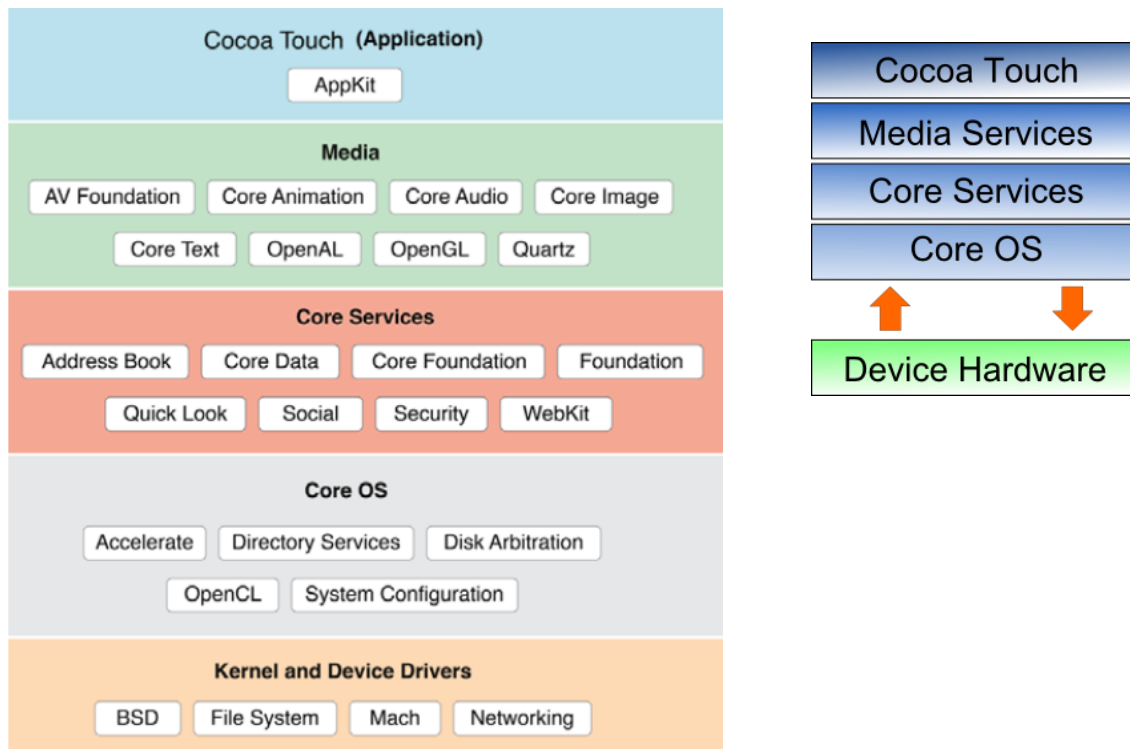 Cocoa Touch (Application)
AppKit
Media
AV Foundation Core Animation Core Audio Core Image
Core Text OpenAL OpenGL Quartz
Core Services
Address Book Core Data Core Foundation Foundation
Quick Look Social Security WebKit
Core OS
Accelerate Directory Services Disk Arbitration
OpenCL System Configuration
Kernel and Device Drivers
BSD File System Mach Networking
Cocoa Touch
Media Services
Core Services
Core OS
Device Hardware